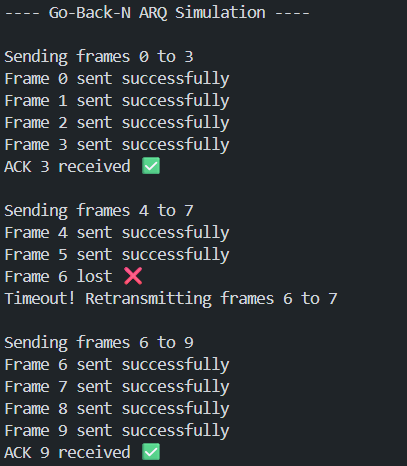 ---- Go-Back-N ARQ Simulation ----
Sending frames 0 to 3
Frame 0 sent successfully
Frame 1 sent successfully
Frame 2 sent successfully
Frame 3 sent successfully
ACK 3 received ✅
Sending frames 4 to 7
Frame 4 sent successfully
Frame 5 sent successfully
Frame 6 lost ❌
Timeout! Retransmitting frames 6 to 7
Sending frames 6 to 9
Frame 6 sent successfully
Frame 7 sent successfully
Frame 8 sent successfully
Frame 9 sent successfully
ACK 9 received ✅